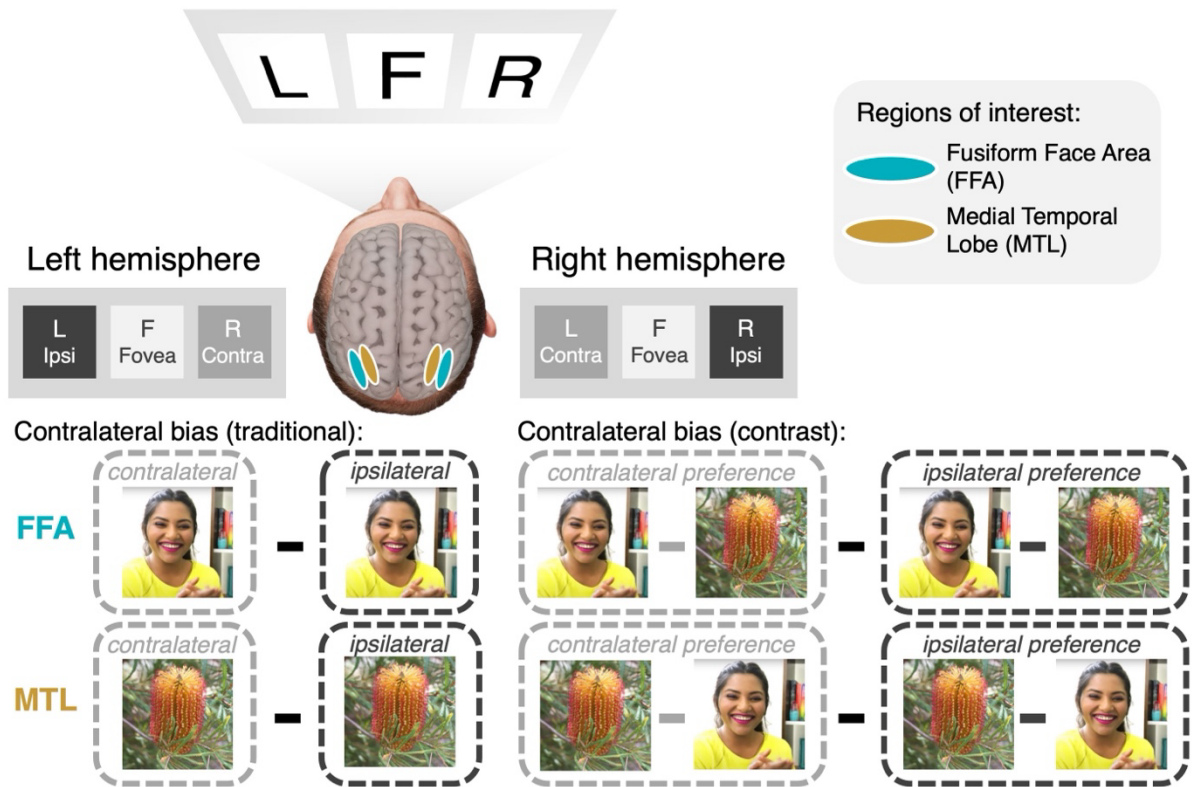 L F R
Regions of interest:
Fusiform Face Area
(FFA)
Medial Temporal
Lobe (MTL)
Left hemisphere
L F R
Ipsi Fovea Contra
Right hemisphere
L F R
Contra Fovea Ipsi
Contralateral bias (traditional):
Contralateral bias (contrast):
contralateral
ipsilateral
contralateral preference
ipsilateral preference
FFA
contralateral
ipsilateral
contralateral preference
ipsilateral preference
MTL